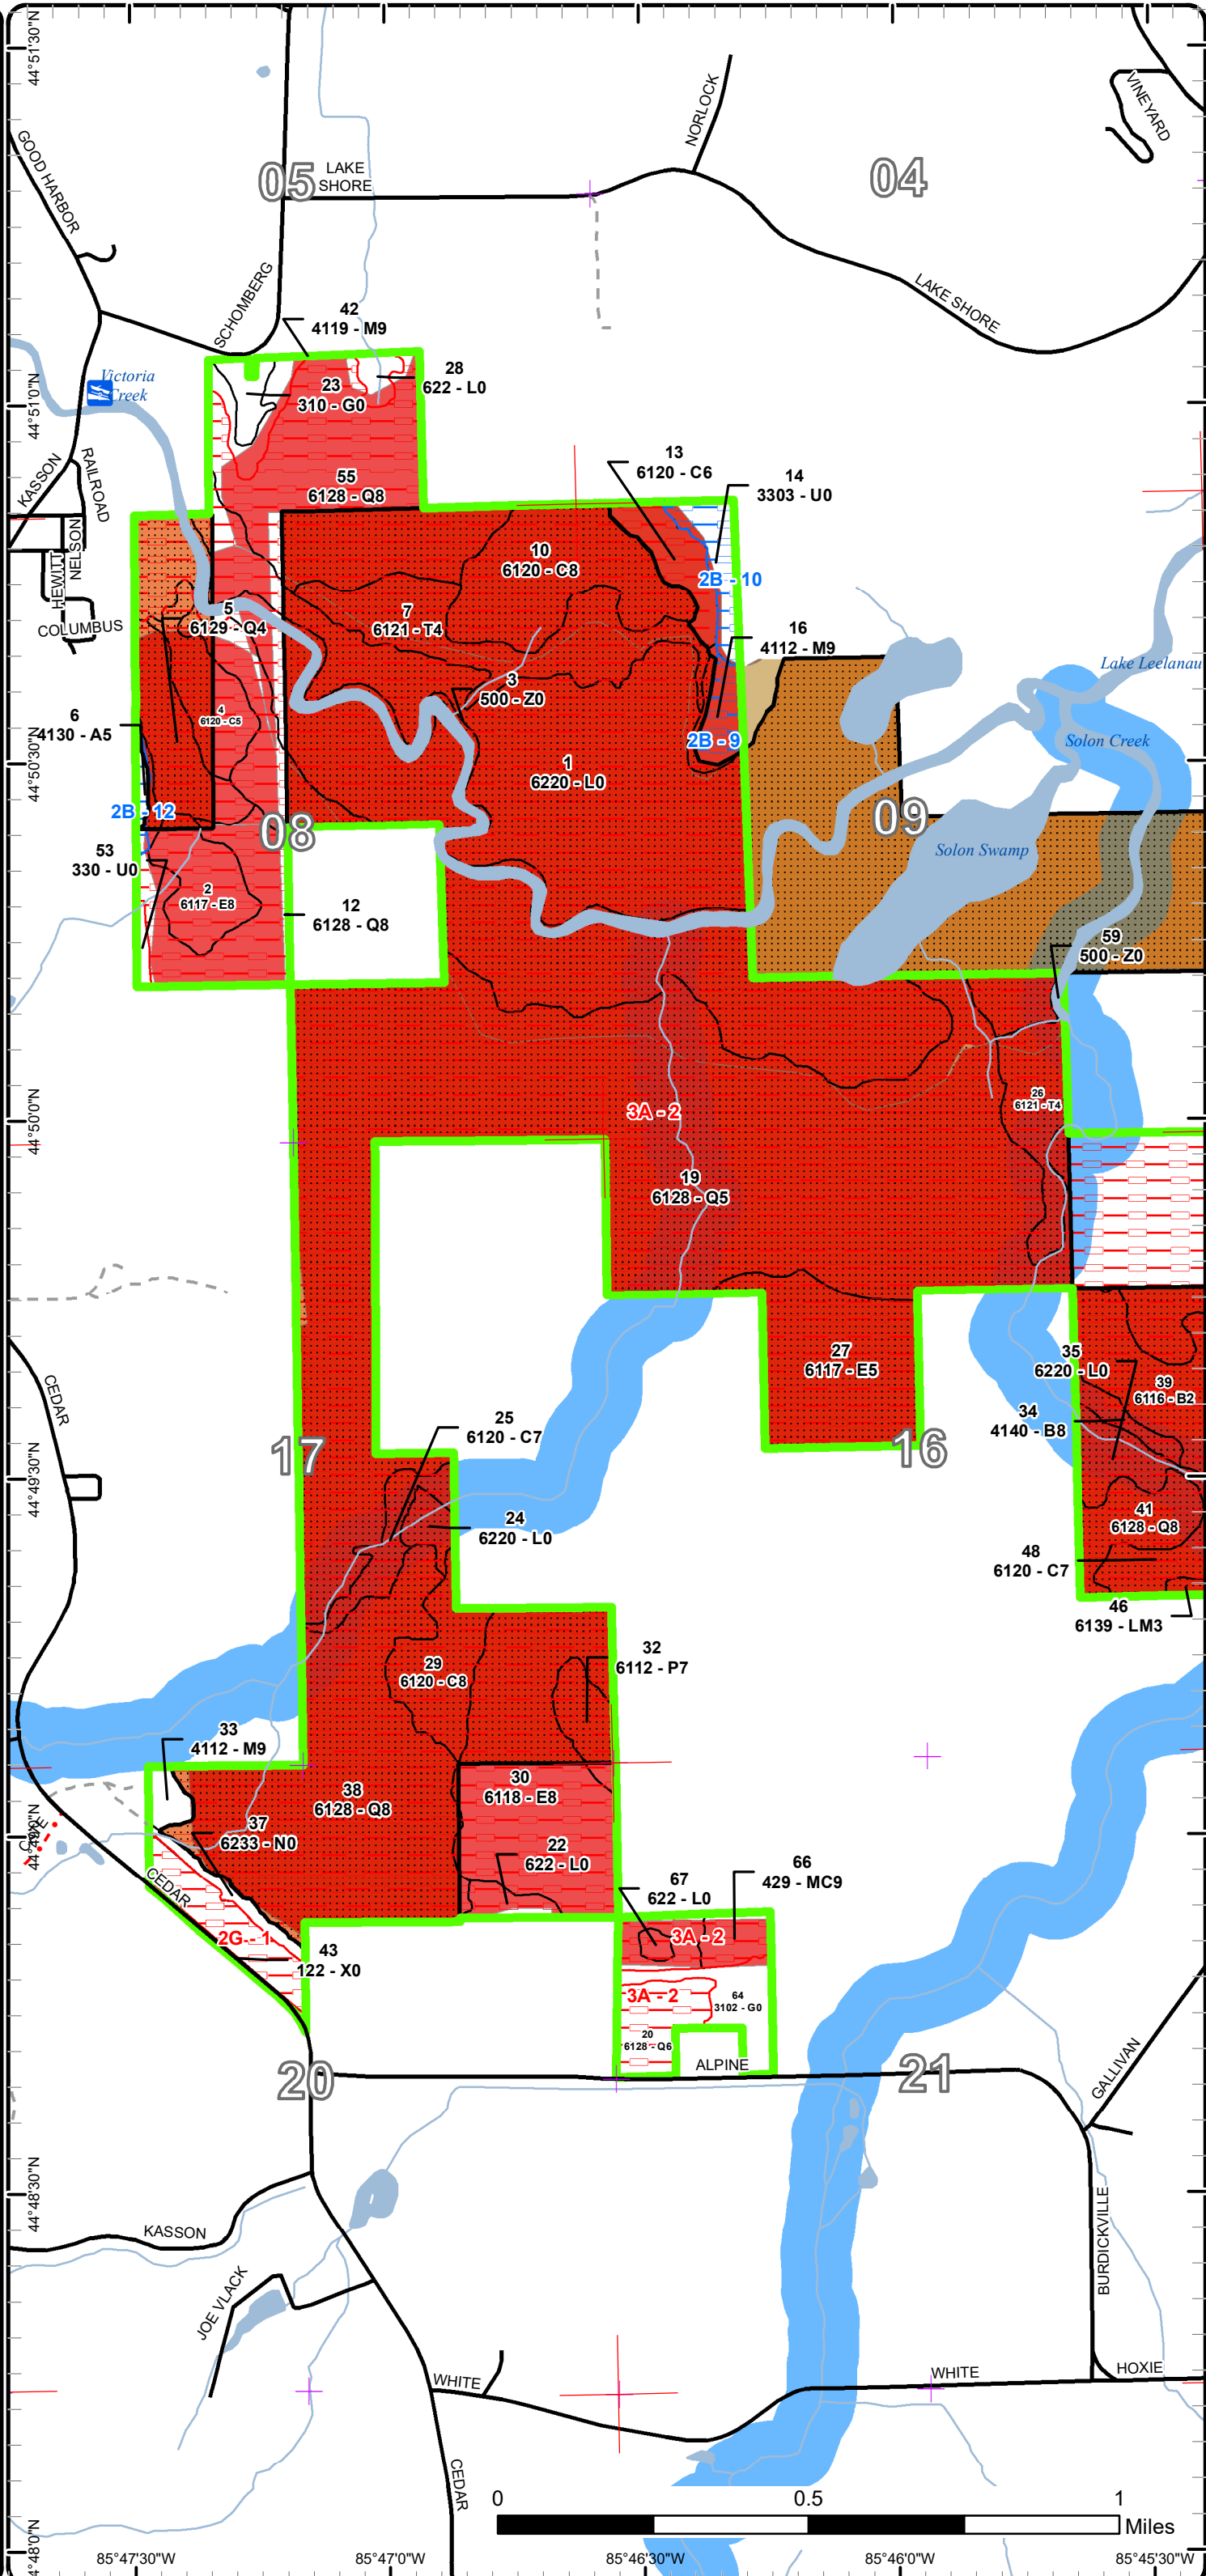 44°51'30"N
GOOD HARBOR
05
LAKE
SHORE
NORLOCK
04
VINEYARD
LAKE SHORE
SCHOMBERG
42
4119 - M9
28
622 - L0
23
310 - G0
Victoria
Creek
44°51'0"N
KASSON
RAILROAD
NELSON
HEWITT
COLUMBUS
55
6128 - Q8
13
6120 - C6
14
3303 - U0
10
6120 - C8
2B - 10
7
6121 - T4
5
6129 - Q4
16
4112 - M9
Lake Leelanau
3
500 - Z0
4
6120 - C5
6
4130 - A5
2B - 9
Solon Creek
44°50'30"N
1
6220 - L0
2B - 12
08
09
Solon Swamp
53
330 - U0
2
6117 - E8
12
6128 - Q8
59
500 - Z0
26
6121 - T4
3A - 2
44°50'0"N
19
6128 - Q5
27
6117 - E5
35
6220 - L0
39
6116 - B2
34
4140 - B8
CEDAR
25
6120 - C7
17
16
44°49'30"N
24
6220 - L0
41
6128 - Q8
48
6120 - C7
46
6139 - LM3
32
6112 - P7
29
6120 - C8
33
4112 - M9
30
6118 - E8
38
6128 - Q8
37
6233 - N0
22
622 - L0
67
622 - L0
66
429 - MC9
CEDAR
2G - 1
3A - 2
43
122 - X0
3A - 2
64
3102 - G0
20
6128 - Q6
ALPINE
20
21
GALLIVAN
44°48'30"N
KASSON
BURDICKVILLE
JOE VLACK
WHITE
WHITE
HOXIE
CEDAR
0
0.5
1
Miles
44°48'0"N
85°47'30"W
85°47'0"W
85°46'30"W
85°46'0"W
85°45'30"W